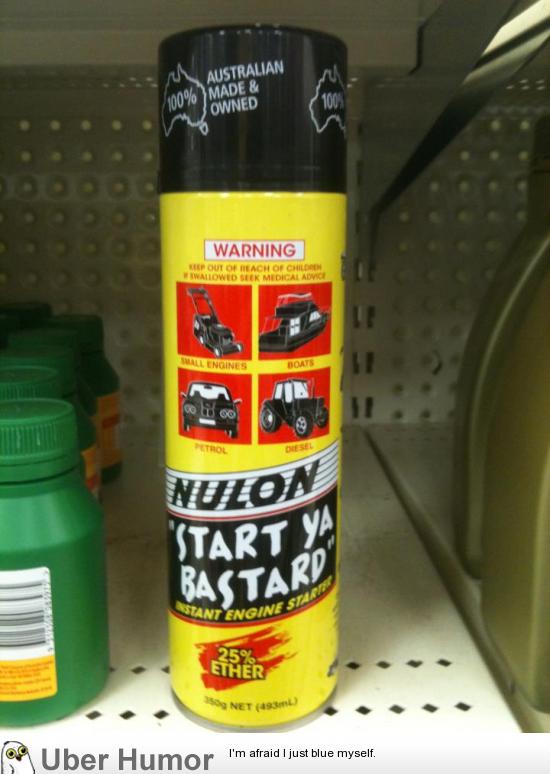 100%
AUSTRALIAN
MADE &
OWNED
100%
WARNING
KEEP OUT OF REACH OF CHILDREN
IF SWALLOWED SEEK MEDICAL ADVICE
SMALL ENGINES
BOATS
PETROL
DIESEL
NULON
"START YA
BASTARD"
INSTANT ENGINE STARTER
25%
ETHER
350g NET (493mL)
Uber Humor
I'm afraid I just blue myself.